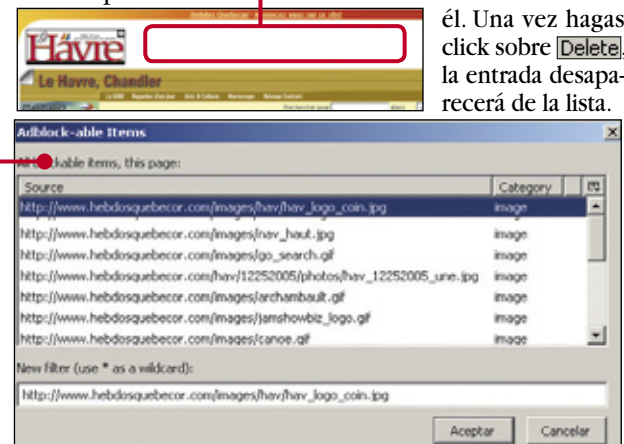 él. Una vez hagas
click sobre Delete,
la entrada desapa-
recerá de la lista.
Le Hâvre
Le Havre, Chandler
Adblock-able Items
All blockable items, this page:
Source Category
http://www.hebdosquebecor.com/images/hav/hav_logo_coin.jpg image
http://www.hebdosquebecor.com/images/nav_haut.jpg image
http://www.hebdosquebecor.com/images/go_search.gif image
http://www.hebdosquebecor.com/hav/12252005/photos/hav_12252005_une.jpg image
http://www.hebdosquebecor.com/images/archambault.gif image
http://www.hebdosquebecor.com/images/jamshowbiz_logo.gif image
http://www.hebdosquebecor.com/images/canoe.gif image
New filter (use * as a wildcard):
http://www.hebdosquebecor.com/images/hav/hav_logo_coin.jpg
Aceptar Cancelar